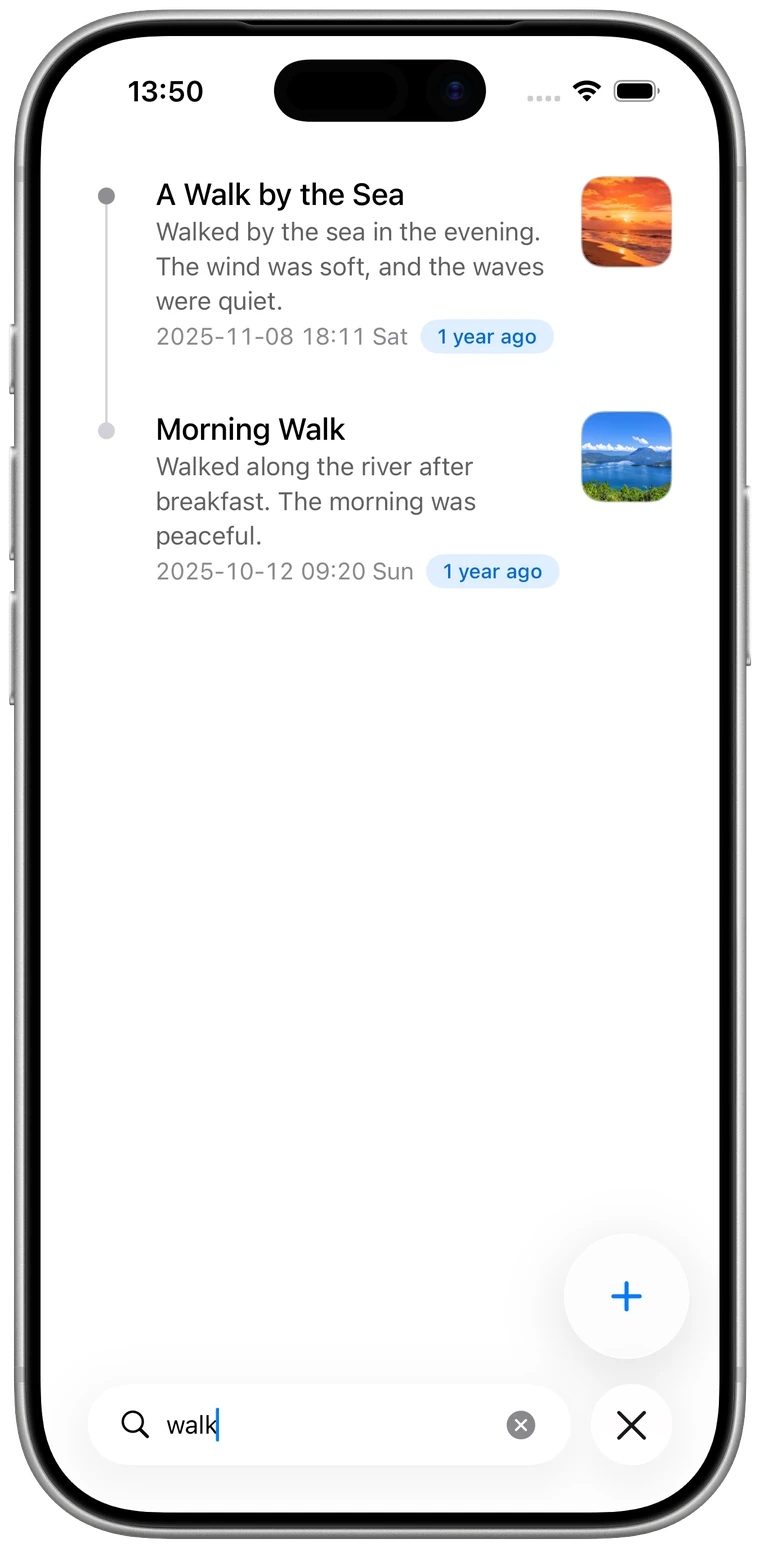 13:50
A Walk by the Sea
Walked by the sea in the evening.
The wind was soft, and the waves
were quiet.
2025-11-08 18:11 Sat 1 year ago
Morning Walk
Walked along the river after
breakfast. The morning was
peaceful.
2025-10-12 09:20 Sun 1 year ago
walk